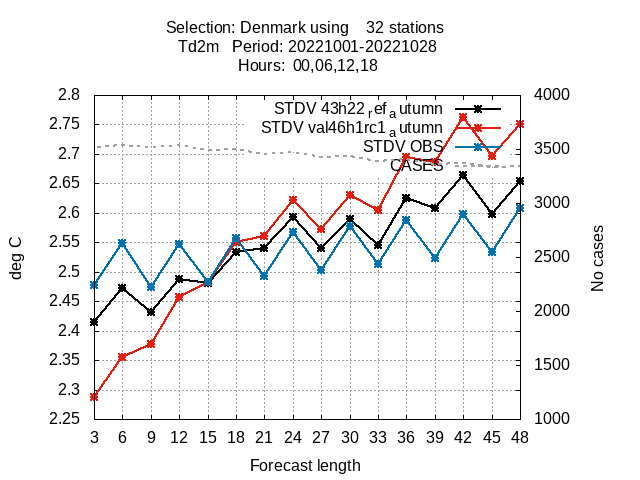 Selection: Denmark using    32 stations
Td2m   Period: 20221001-20221028
Hours:  00,06,12,18
2.8
2.75
2.7
2.65
2.6
2.55
2.5
2.45
2.4
2.35
2.3
2.25
deg C
STDV 43h22refautumn
STDV val46h1rc1autumn
STDV OBS
CASES
4000
3500
3000
2500
2000
1500
1000
No cases
3 6 9 12 15 18 21 24 27 30 33 36 39 42 45 48
Forecast length